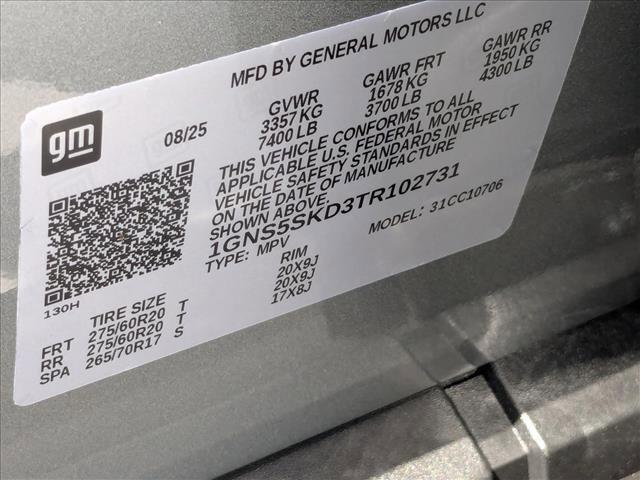 MFD BY GENERAL MOTORS LLC
gm
08/25
GVWR GAWR FRT GAWR RR
3357 KG 1678 KG 1950 KG
7400 LB 3700 LB 4300 LB
THIS VEHICLE CONFORMS TO ALL
APPLICABLE U.S. FEDERAL MOTOR
VEHICLE SAFETY STANDARDS IN EFFECT
ON THE DATE OF MANUFACTURE
SHOWN ABOVE.
1GNS5SKD3TR102731
TYPE: MPV MODEL: 31CC10706
130H
TIRE SIZE RIM
FRT 275/60R20 T 20X9J
RR 275/60R20 T 20X9J
SPA 265/70R17 S 17X8J